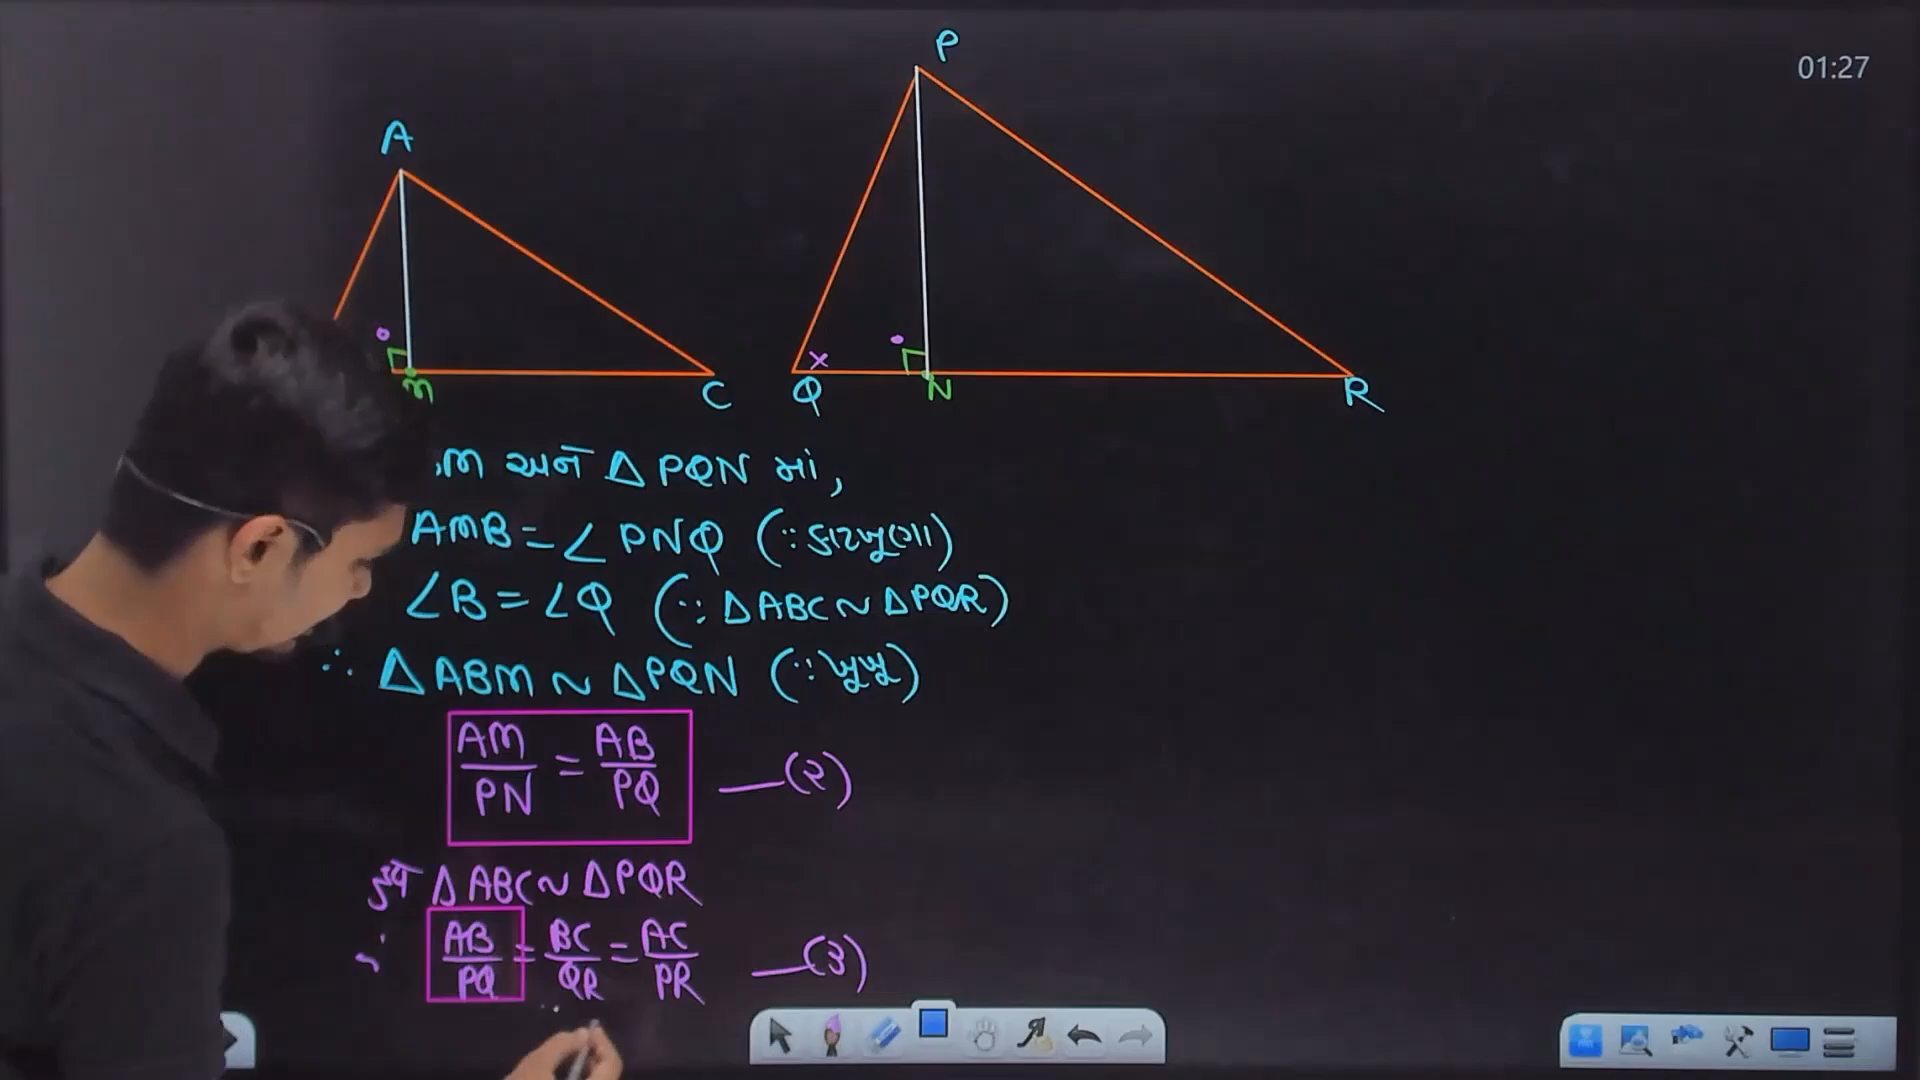 P
01:27
A
M
C
Q
N
R
M અને Δ PQN માં,
AMB = ∠ PNQ (∵ કાટખૂણા)
∠B = ∠Q (∵ ΔABC ~ ΔPQR)
∴ Δ ABM ~ ΔPQN (∵ ખૂખૂ)
AM/PN = AB/PQ —(૨)
હવે Δ ABC ~ ΔPQR
∴ AB/PQ = BC/QR = AC/PR —(૩)